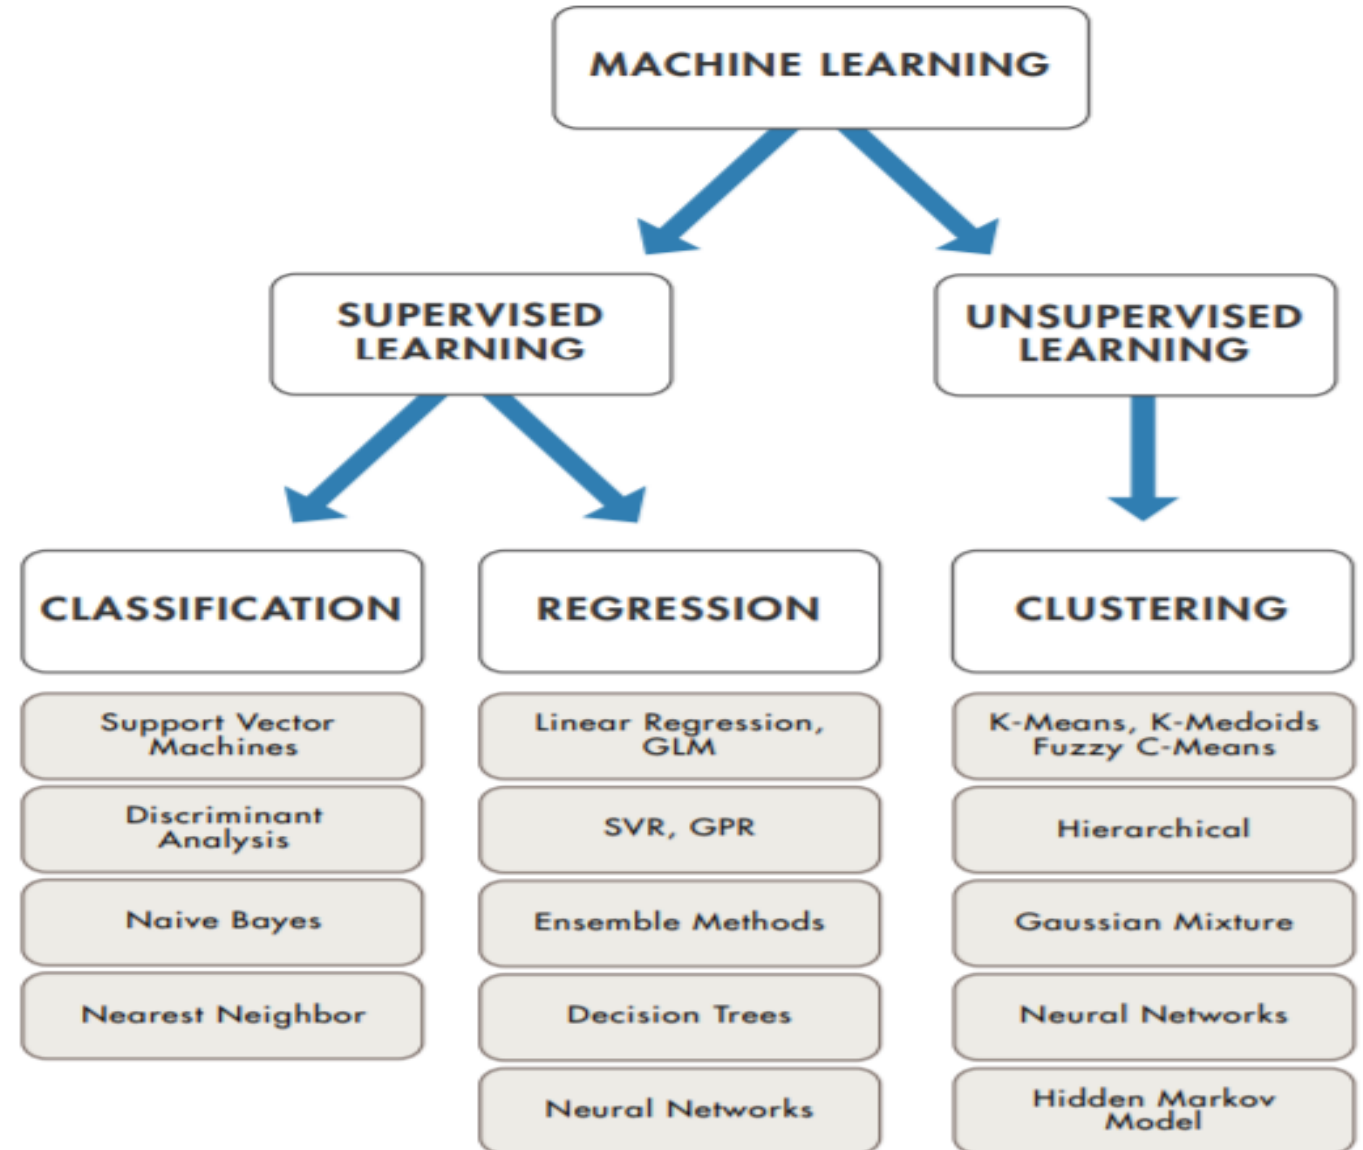 MACHINE LEARNING
SUPERVISED
LEARNING
UNSUPERVISED
LEARNING
CLASSIFICATION
Support Vector
Machines
Discriminant
Analysis
Naive Bayes
Nearest Neighbor
REGRESSION
Linear Regression,
GLM
SVR, GPR
Ensemble Methods
Decision Trees
Neural Networks
CLUSTERING
K-Means, K-Medoids
Fuzzy C-Means
Hierarchical
Gaussian Mixture
Neural Networks
Hidden Markov
Model